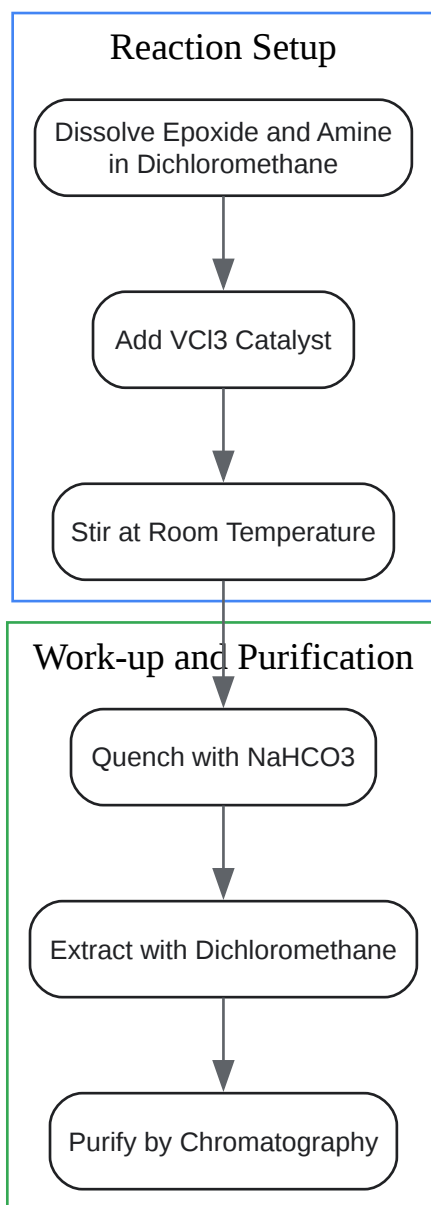 Reaction Setup
Dissolve Epoxide and Amine
in Dichloromethane
Add VCl3 Catalyst
Stir at Room Temperature
Work-up and Purification
Quench with NaHCO3
Extract with Dichloromethane
Purify by Chromatography